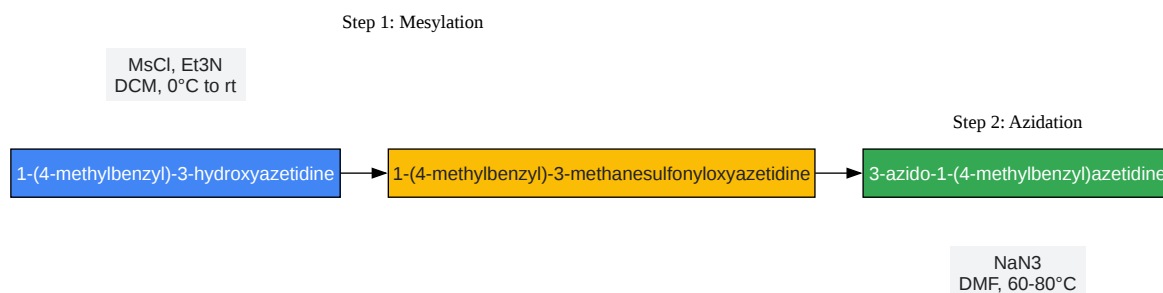 Step 1: Mesylation
MsCl, Et3N
DCM, 0°C to rt
Step 2: Azidation
1-(4-methylbenzyl)-3-hydroxyazetidine
1-(4-methylbenzyl)-3-methanesulfonyloxyazetidine
3-azido-1-(4-methylbenzyl)azetidine
NaN3
DMF, 60-80°C